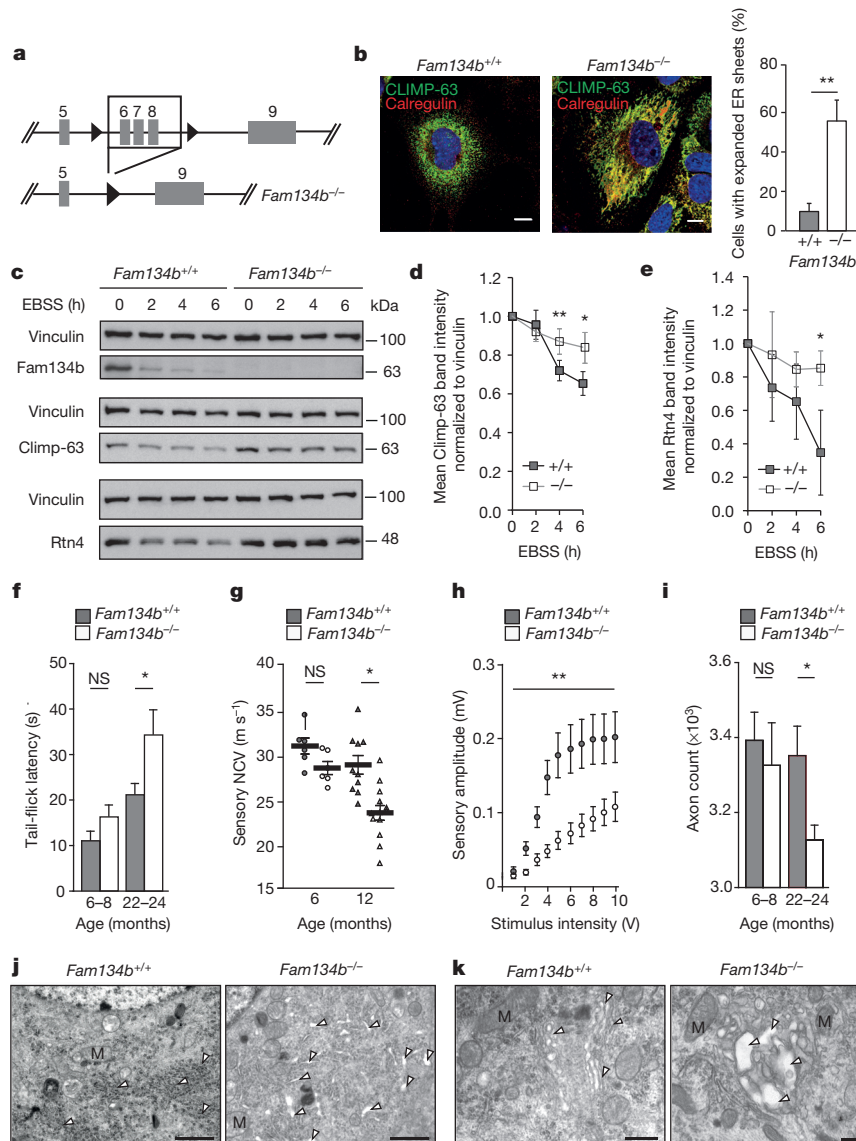 a
5 6 7 8 9
5 9 Fam134b–/–
b
Fam134b+/+ Fam134b–/–
CLIMP-63 CLIMP-63
Calregulin Calregulin
Cells with expanded ER sheets (%)
100
80
60
40
20
0
**
+/+ –/–
Fam134b
c
Fam134b+/+ Fam134b–/–
EBSS (h) 0 2 4 6 0 2 4 6 kDa
Vinculin 100
Fam134b 63
Vinculin 100
Climp-63 63
Vinculin 100
Rtn4 48
d
Mean Climp-63 band intensity
normalized to vinculin
1.2
1.0
0.8
0.6
0.4
0.2
0.0
** *
+/+
–/–
0 2 4 6
EBSS (h)
e
Mean Rtn4 band intensity
normalized to vinculin
1.4
1.2
1.0
0.8
0.6
0.4
0.2
0.0
*
+/+
–/–
0 2 4 6
EBSS (h)
f
Fam134b+/+
Fam134b–/–
Tail-flick latency (s)
50
40
30
20
10
0
NS *
6–8 22–24
Age (months)
g
Fam134b+/+
Fam134b–/–
Sensory NCV (m s–1)
40
35
30
25
20
15
NS *
6 12
Age (months)
h
Fam134b+/+
Fam134b–/–
Sensory amplitude (mV)
0.3
0.2
0.1
0
**
2 4 6 8 10
Stimulus intensity (V)
i
Fam134b+/+
Fam134b–/–
Axon count (×10³)
3.6
3.3
3.0
NS *
6–8 22–24
Age (months)
j
Fam134b+/+ Fam134b–/–
M M
k
Fam134b+/+ Fam134b–/–
M M M